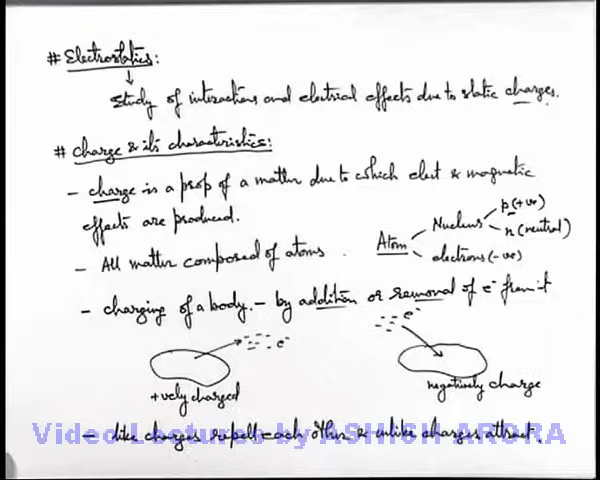 # Electrostatics:
↓
Study of interactions and electrical effects due to static charges.
# Charge & its characteristics:
- charge is a prop of a matter due to which elect & magnetic
effects are produced.
- All matter composed of atoms
Atom
Nucleus
p (+ve)
n (neutral)
electrons (-ve)
- charging of a body. - by addition or removal of e⁻ from it
e⁻
+vely charged
e⁻
negatively charge
- like charges repell each other & unlike charges attract.
Video Lectures by ASHISH ARORA